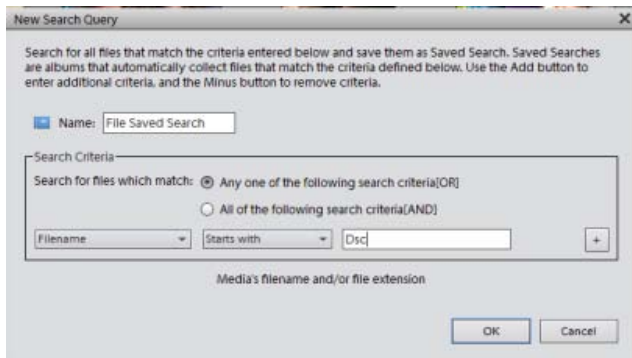 New Search Query
Search for all files that match the criteria entered below and save them as Saved Search. Saved Searches
are albums that automatically collect files that match the criteria defined below. Use the Add button to
enter additional criteria, and the Minus button to remove criteria.
Name: File Saved Search
Search Criteria
Search for files which match: Any one of the following search criteria[OR]
All of the following search criteria[AND]
Filename Starts with Dsc +
Media's filename and/or file extension
OK Cancel